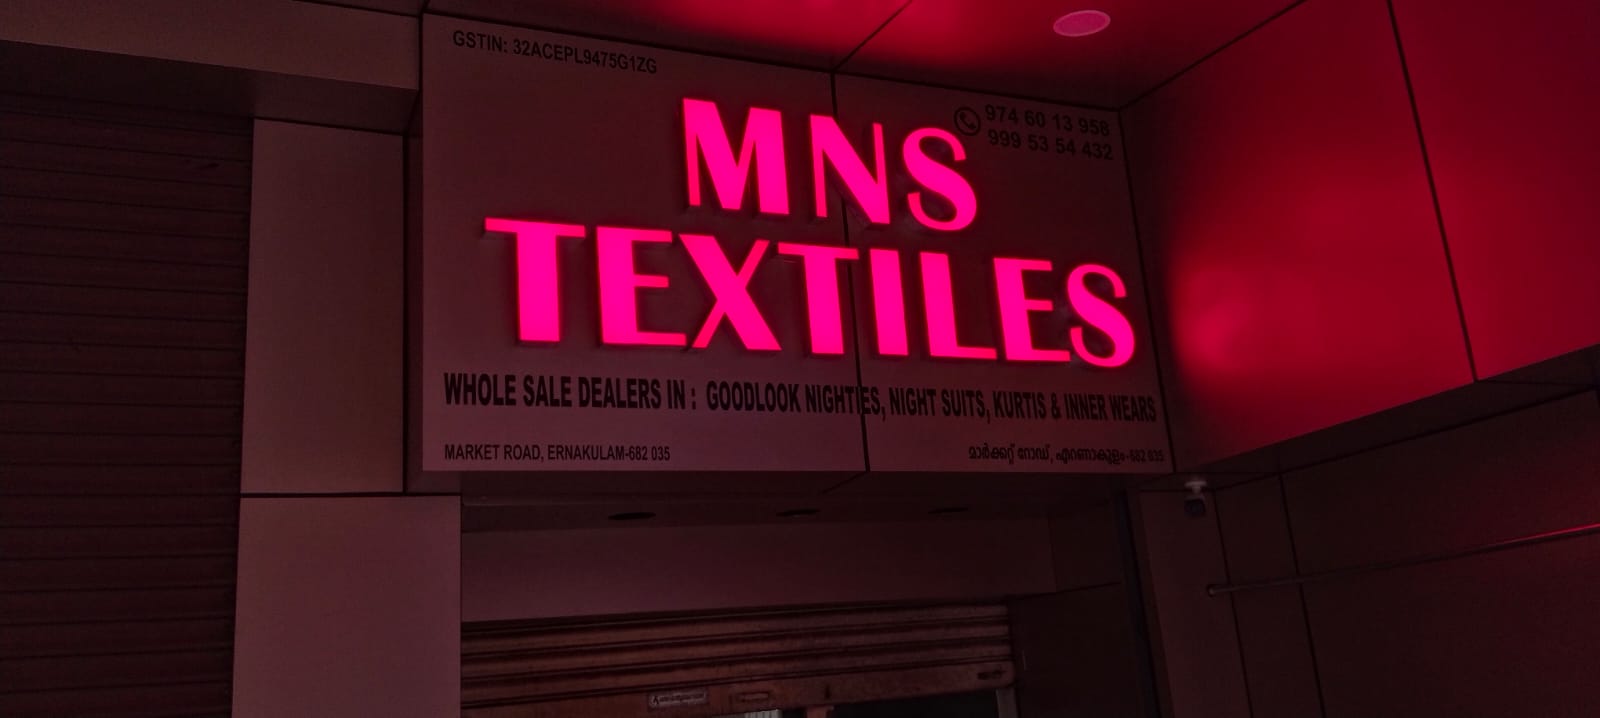 GSTIN: 32ACEPL9475G1ZG
974 60 13 958
999 53 54 432
MNS
TEXTILES
WHOLE SALE DEALERS IN : GOODLOOK NIGHTIES, NIGHT SUITS, KURTIS & INNER WEARS
MARKET ROAD, ERNAKULAM-682 035
മാർക്കറ്റ് റോഡ്, എറണാകുളം-682 035